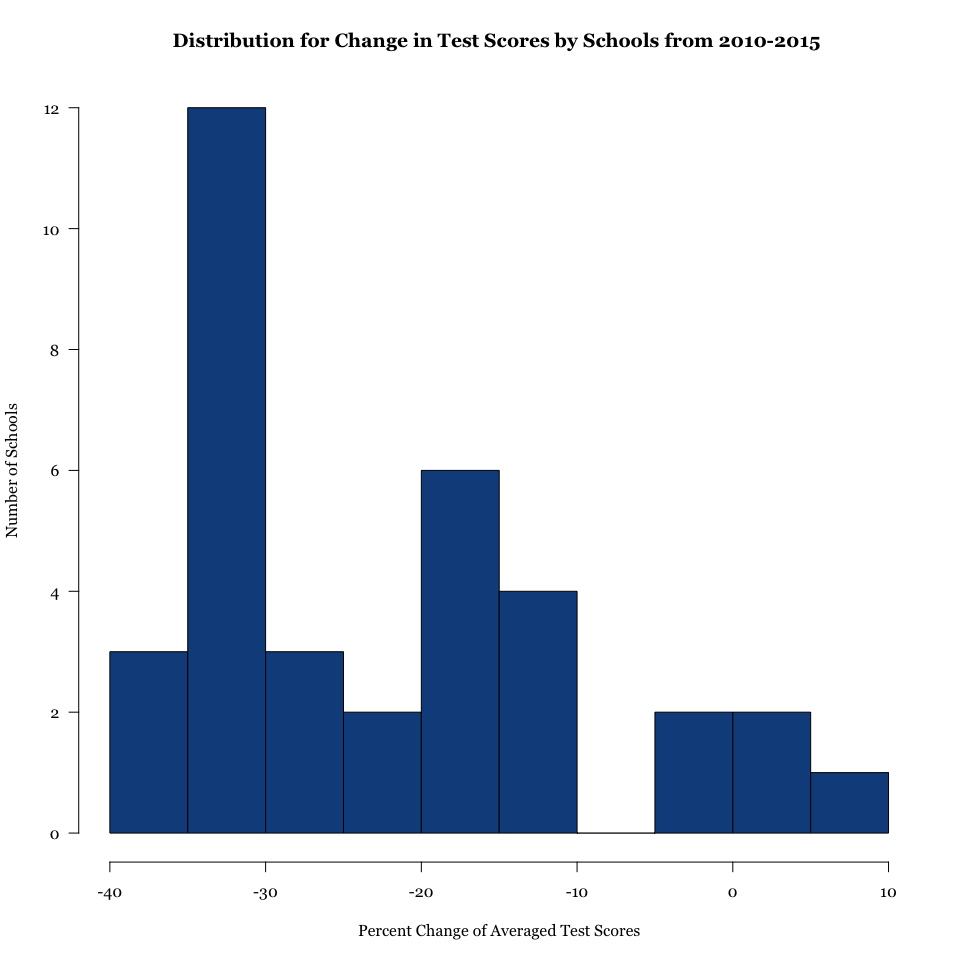 Distribution for Change in Test Scores by Schools from 2010-2015
12
10
8
6
4
2
0
Number of Schools
-40 -30 -20 -10 0 10
Percent Change of Averaged Test Scores